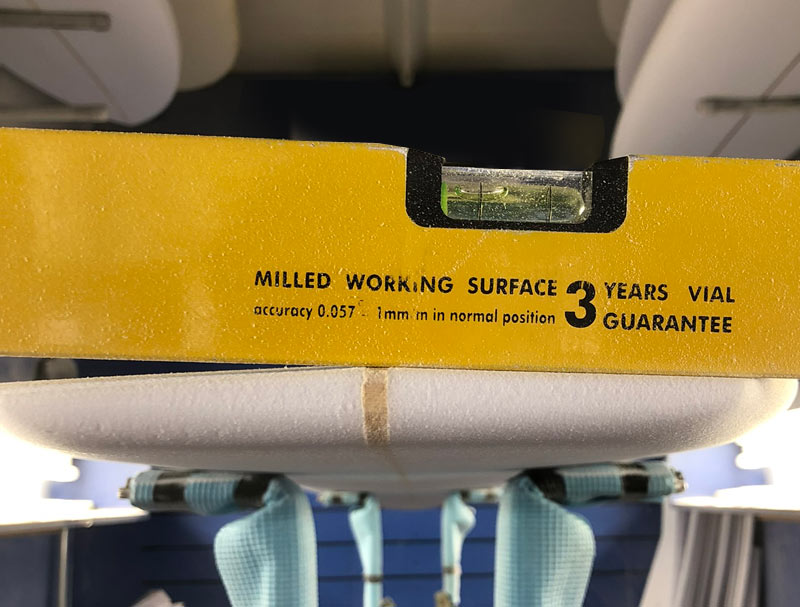 MILLED WORKING SURFACE
accuracy 0.057° 1mm m in normal position
3 YEARS VIAL
GUARANTEE